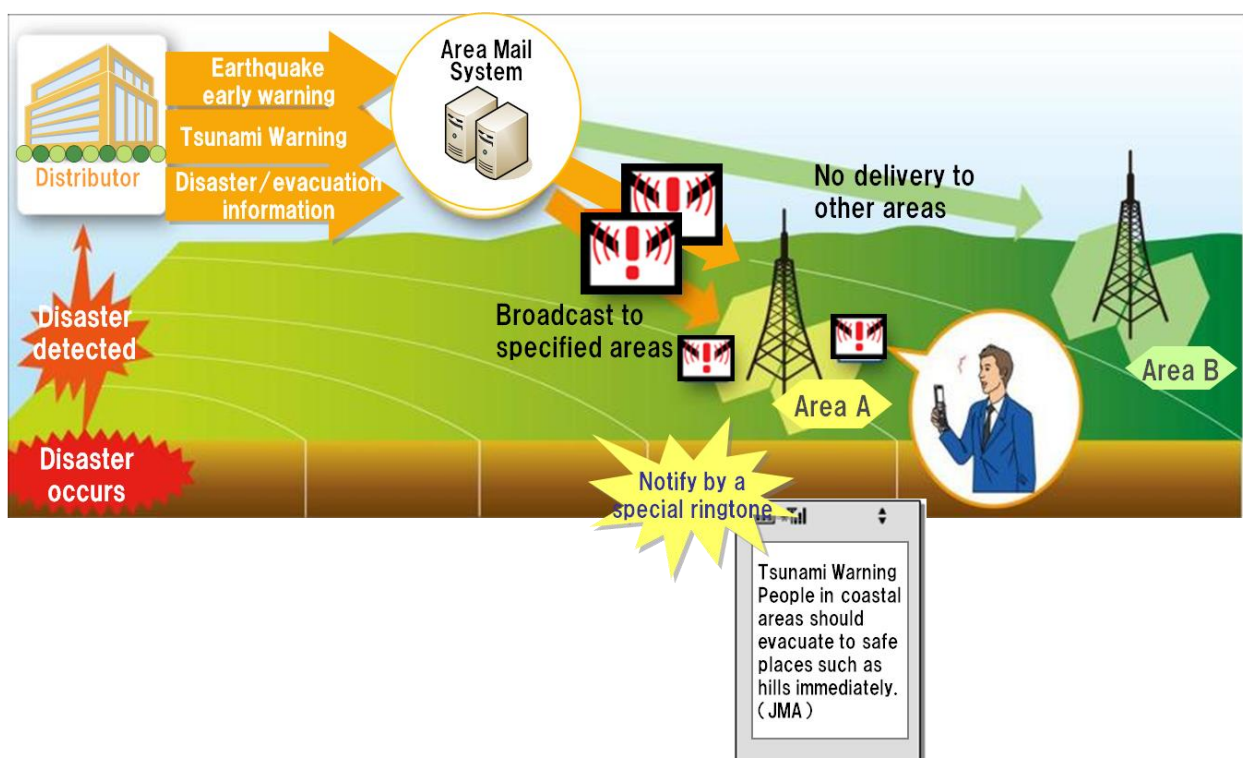 Earthquake
early warning
Tsunami Warning
Disaster/evacuation
information
Distributor
Area Mail
System
No delivery to
other areas
Broadcast to
specified areas
Disaster
detected
Disaster
occurs
Area A
Area B
Notify by a
special ringtone
Tsunami Warning
People in coastal
areas should
evacuate to safe
places such as
hills immediately.
(JMA)